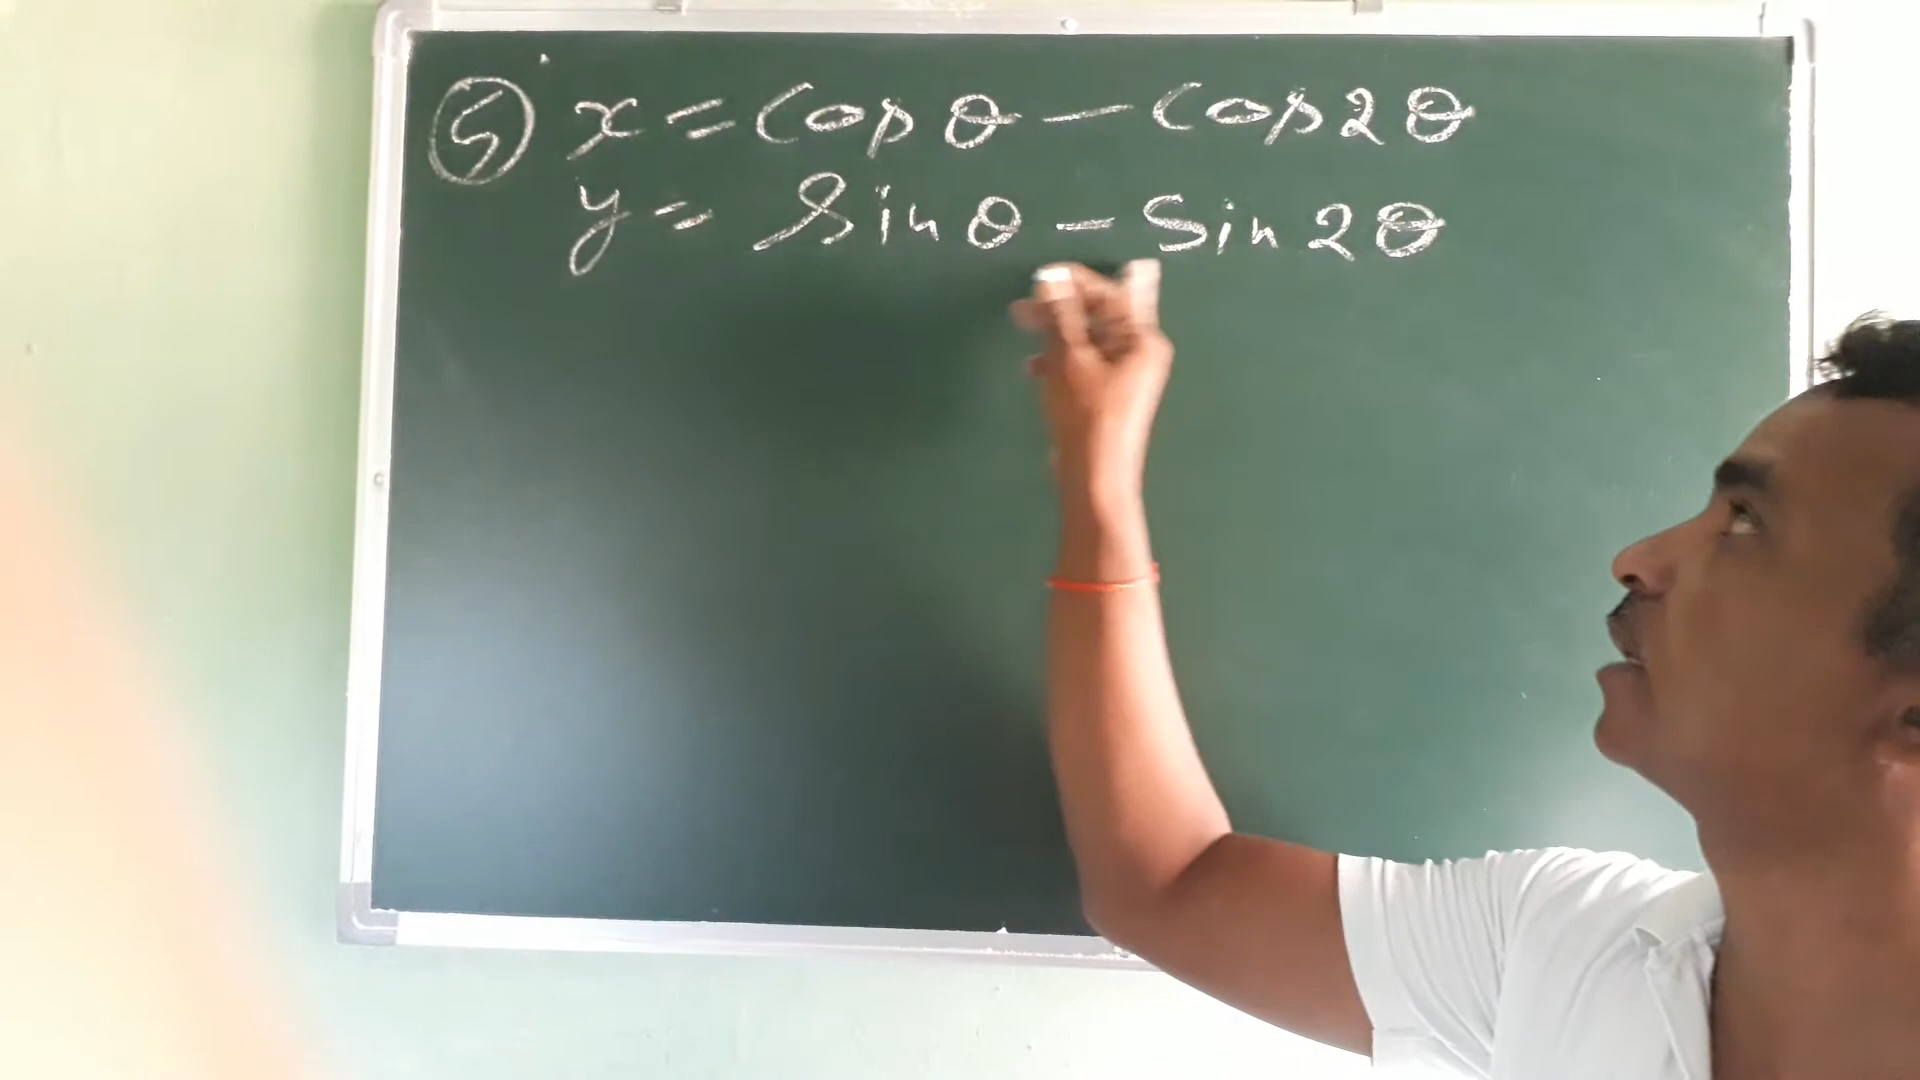 ⑤ x = cos θ − cos 2θ
y = sin θ − sin 2θ